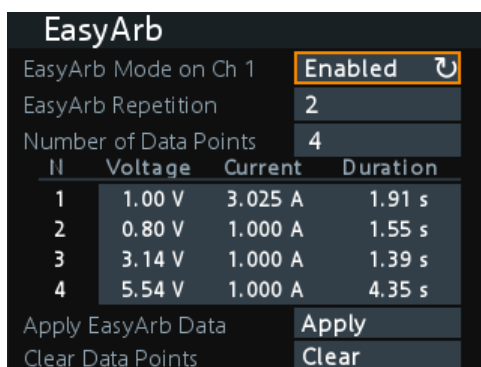 EasyArb
EasyArb Mode on Ch 1 Enabled
EasyArb Repetition 2
Number of Data Points 4
N Voltage Current Duration
1 1.00 V 3.025 A 1.91 s
2 0.80 V 1.000 A 1.55 s
3 3.14 V 1.000 A 1.39 s
4 5.54 V 1.000 A 4.35 s
Apply EasyArb Data Apply
Clear Data Points Clear